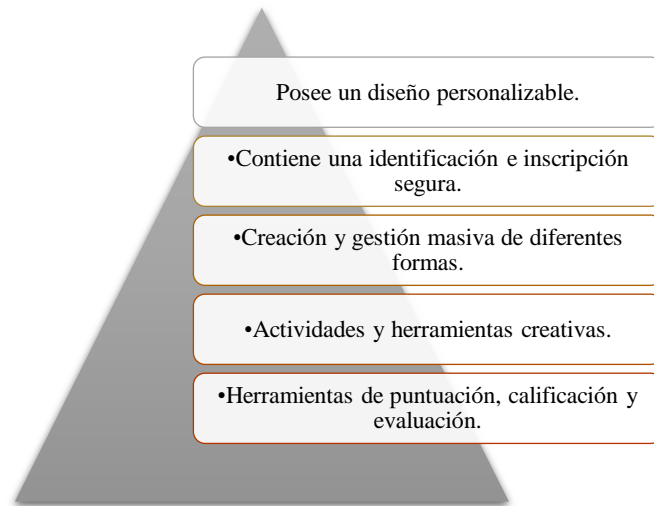 Posee un diseño personalizable.
•Contiene una identificación e inscripción
segura.
•Creación y gestión masiva de diferentes
formas.
•Actividades y herramientas creativas.
•Herramientas de puntuación, calificación y
evaluación.